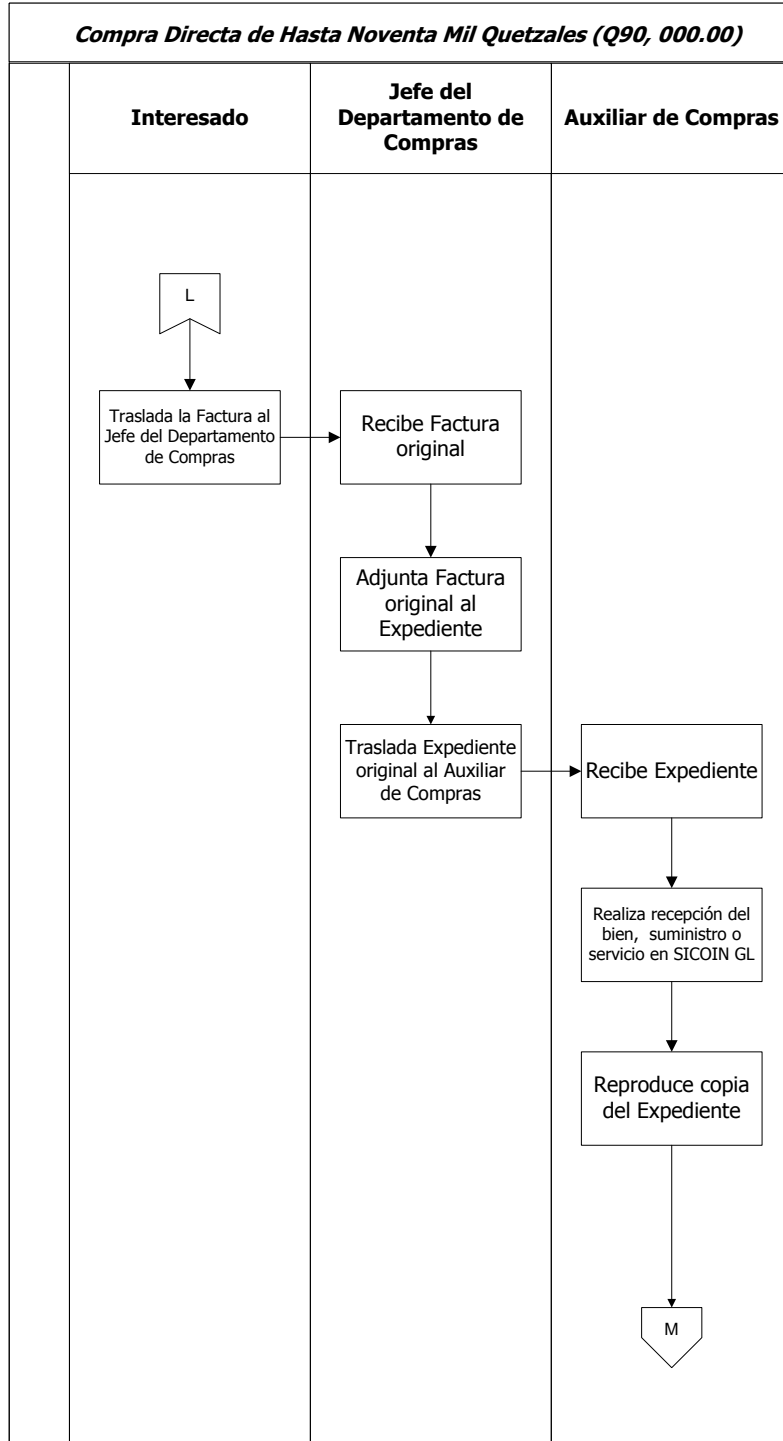 Compra Directa de Hasta Noventa Mil Quetzales (Q90, 000.00)
Interesado
Jefe del
Departamento de
Compras
Auxiliar de Compras
L
Traslada la Factura al
Jefe del Departamento
de Compras
Recibe Factura
original
Adjunta Factura
original al
Expediente
Traslada Expediente
original al Auxiliar
de Compras
Recibe Expediente
Realiza recepción del
bien, suministro o
servicio en SICOIN GL
Reproduce copia
del Expediente
M